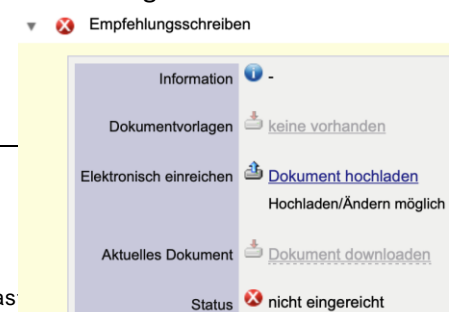 Empfehlungsschreiben
Information -
Dokumentvorlagen keine vorhanden
Elektronisch einreichen Dokument hochladen
Hochladen/Ändern möglich
Aktuelles Dokument Dokument downloaden
Status nicht eingereicht